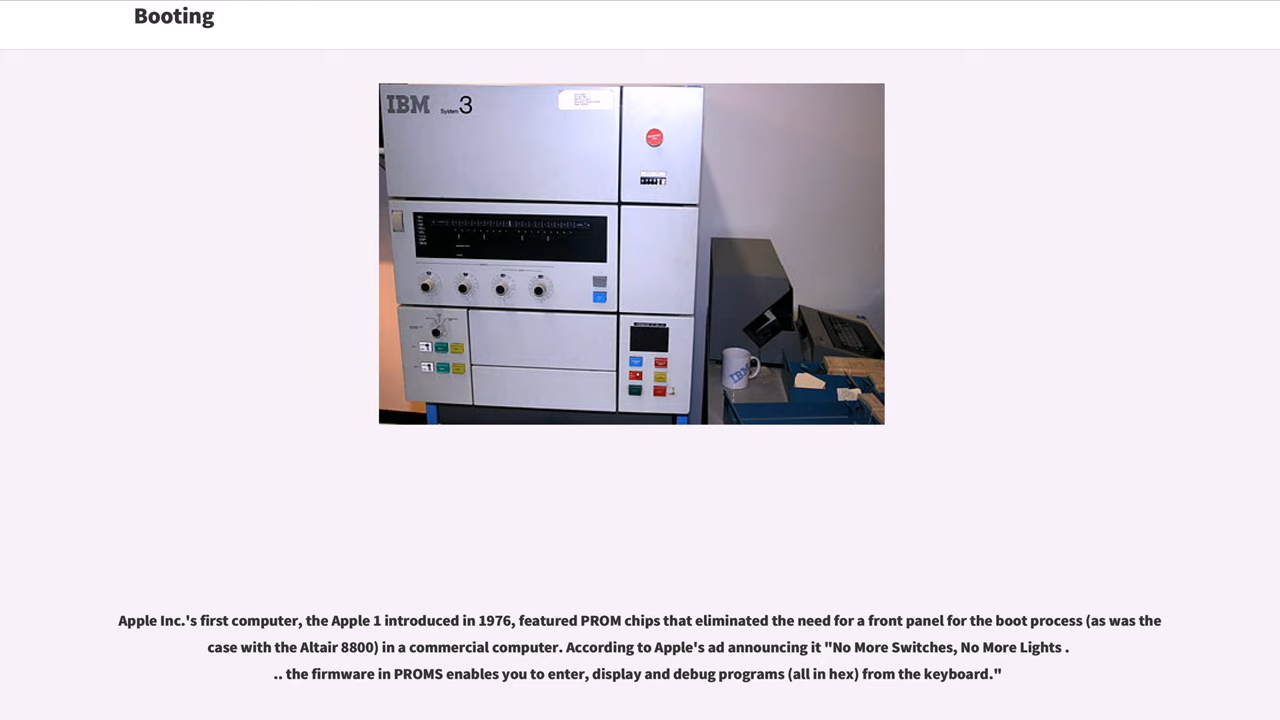 Booting
IBM System 3
IBM
Apple Inc.'s first computer, the Apple 1 introduced in 1976, featured PROM chips that eliminated the need for a front panel for the boot process (as was the
case with the Altair 8800) in a commercial computer. According to Apple's ad announcing it "No More Switches, No More Lights .
.. the firmware in PROMS enables you to enter, display and debug programs (all in hex) from the keyboard."